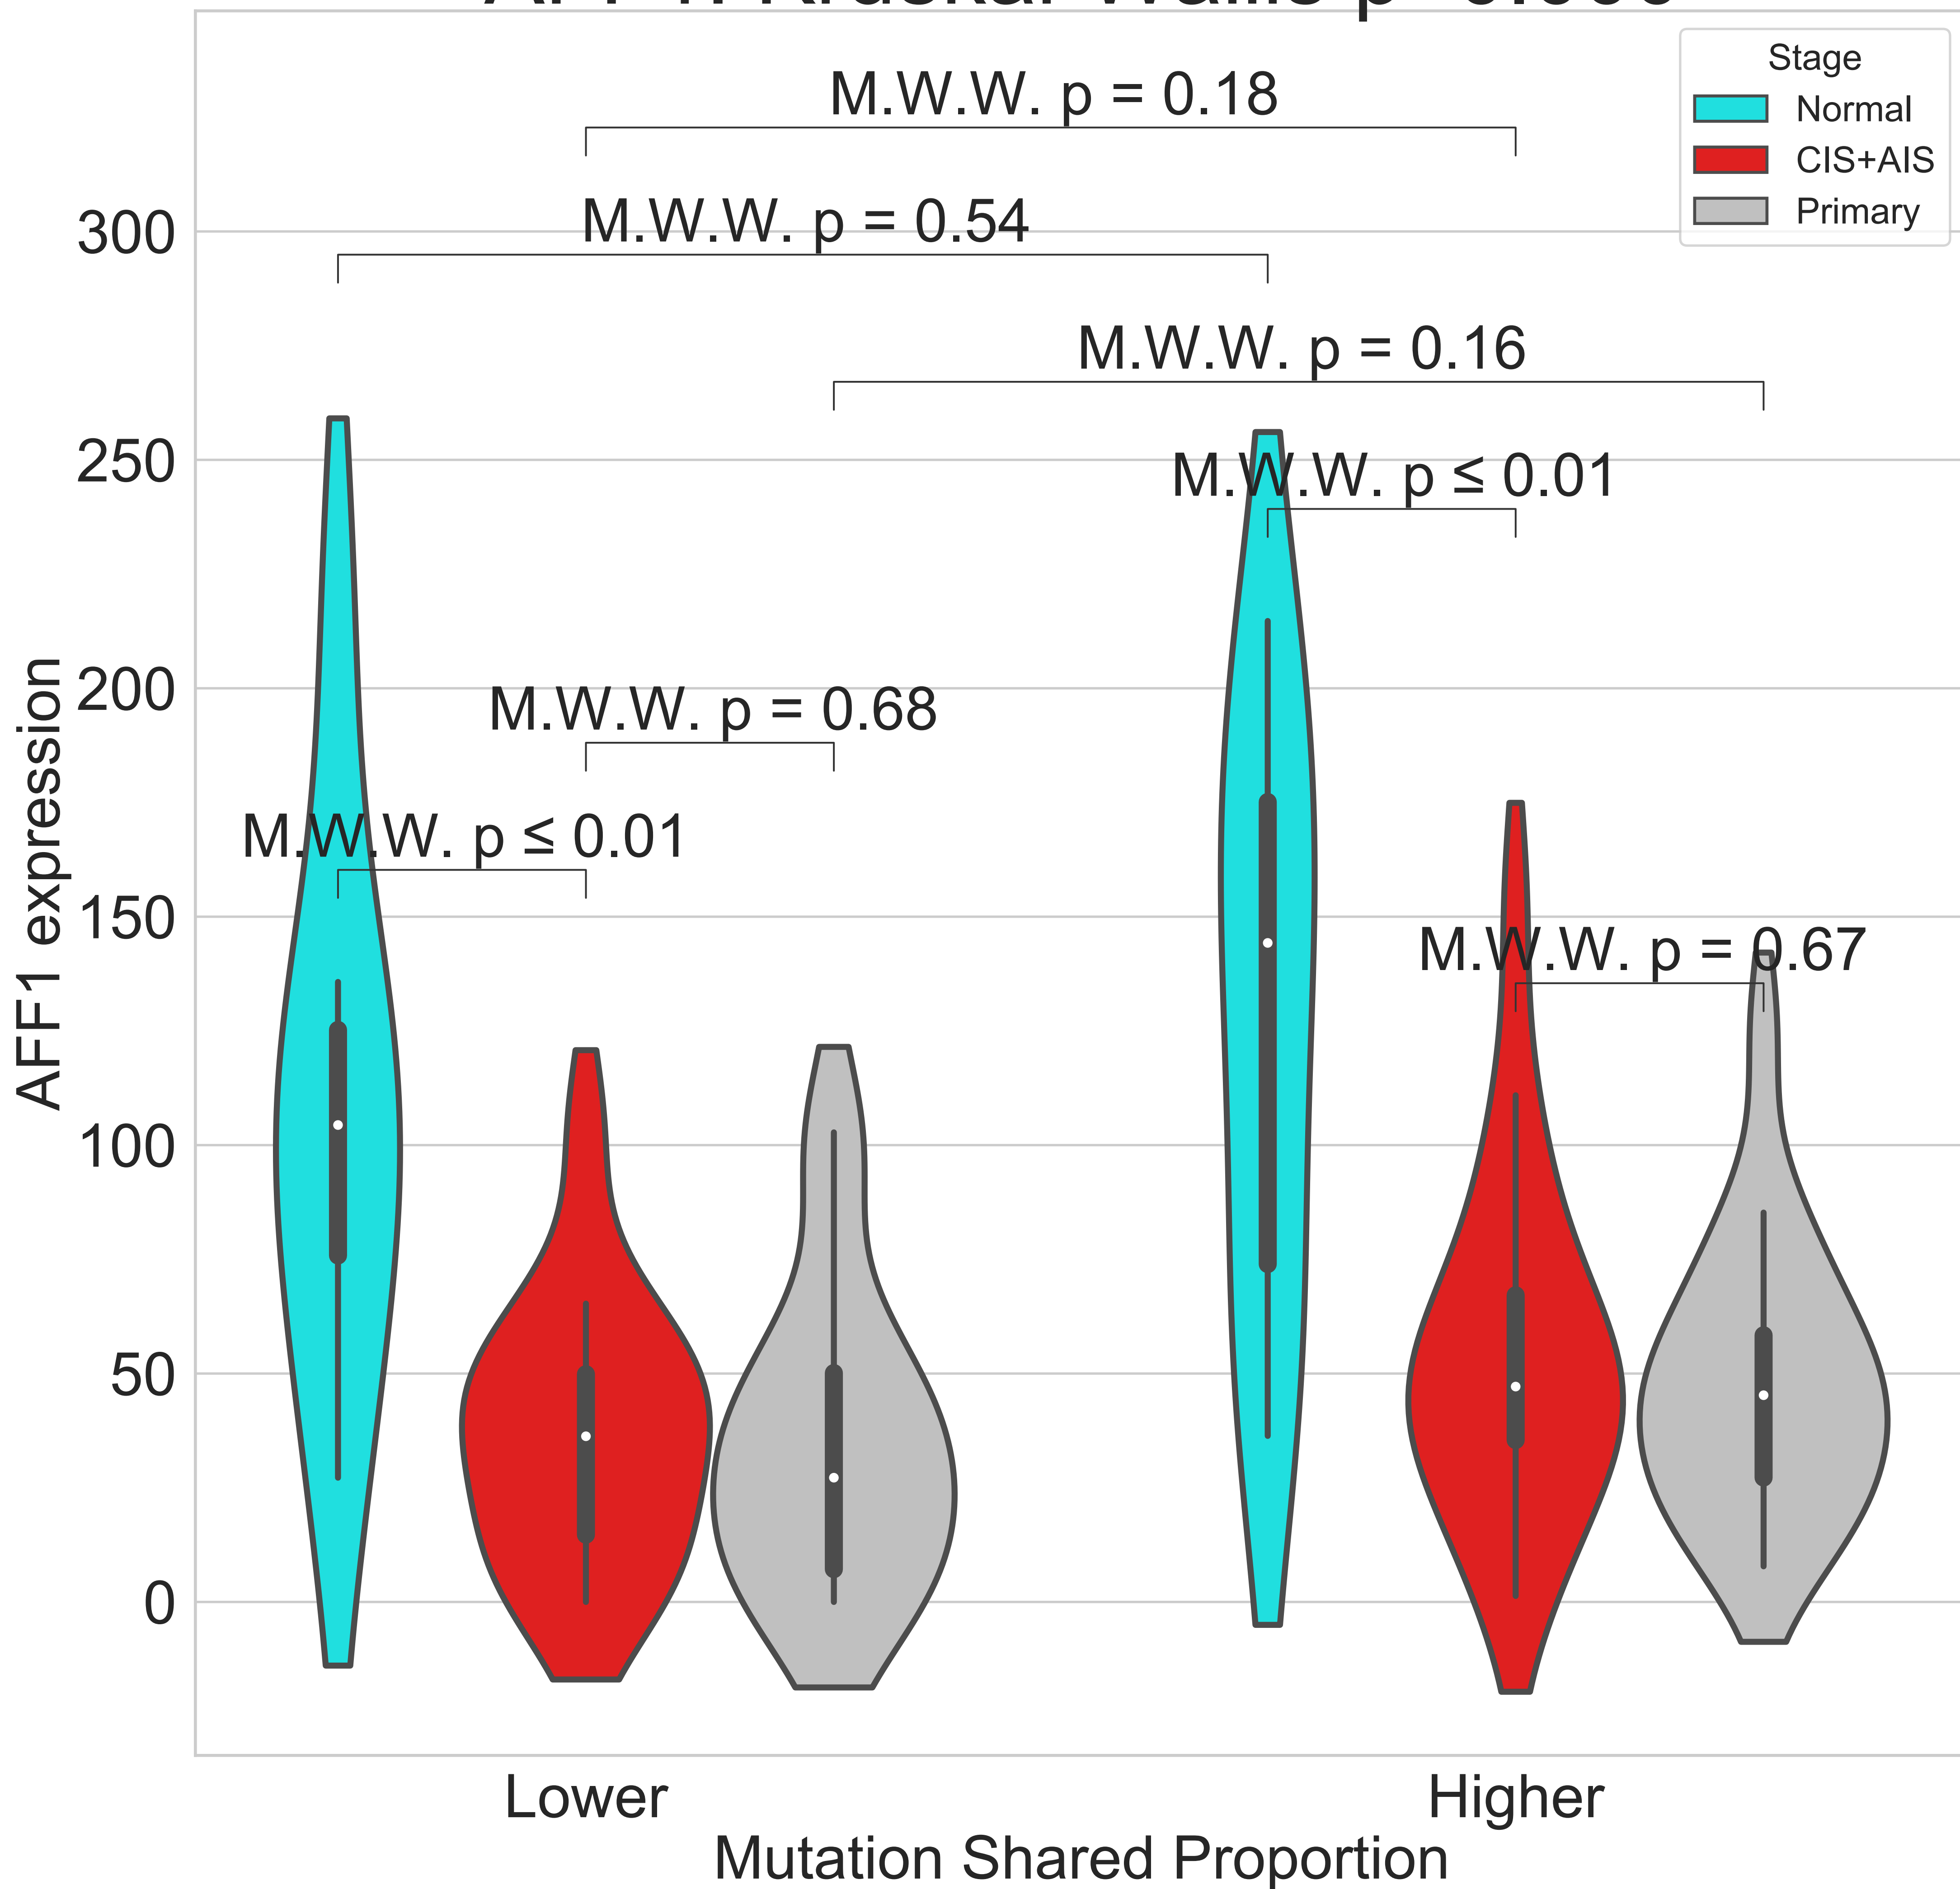 Stage
Normal
CIS+AIS
Primary
M.W.W. p = 0.18
M.W.W. p = 0.54
M.W.W. p = 0.16
M.W.W. p ≤ 0.01
M.W.W. p = 0.68
M.W.W. p ≤ 0.01
M.W.W. p = 0.67
300
250
200
150
100
50
0
AFF1 expression
Lower
Higher
Mutation Shared Proportion